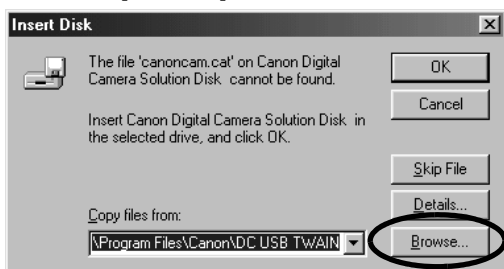 Insert Disk
The file 'canoncam.cat' on Canon Digital
Camera Solution Disk  cannot be found.
OK
Cancel
Insert Canon Digital Camera Solution Disk  in
the selected drive, and click OK.
Skip File
Details...
Copy files from:
\Program Files\Canon\DC USB TWAIN
Browse...